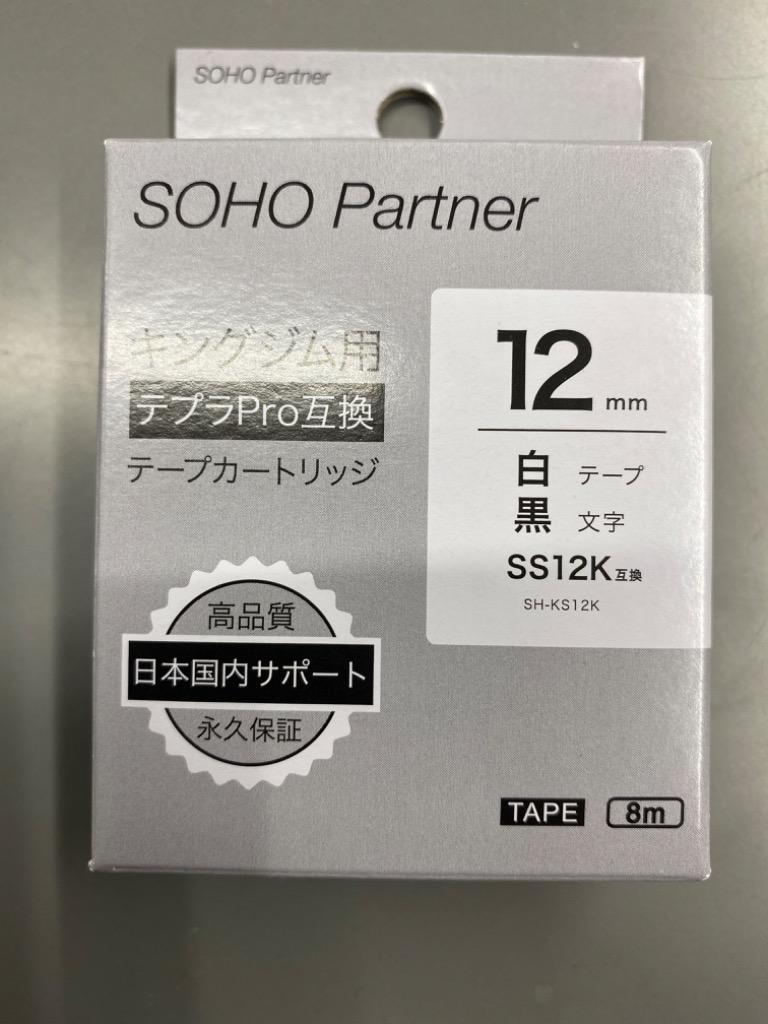 SOHO Partner
SOHO Partner
キングジム用
テプラPro互換
テープカートリッジ
12 mm
白 テープ
黒 文字
SS12K互換
SH-KS12K
高品質
日本国内サポート
永久保証
TAPE 8m